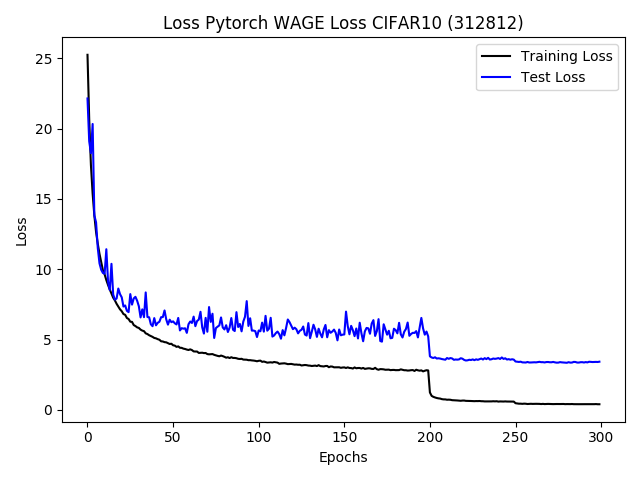 Loss Pytorch WAGE Loss CIFAR10 (312812)
Training Loss
Test Loss
25
20
15
10
5
0
Loss
0 50 100 150 200 250 300
Epochs